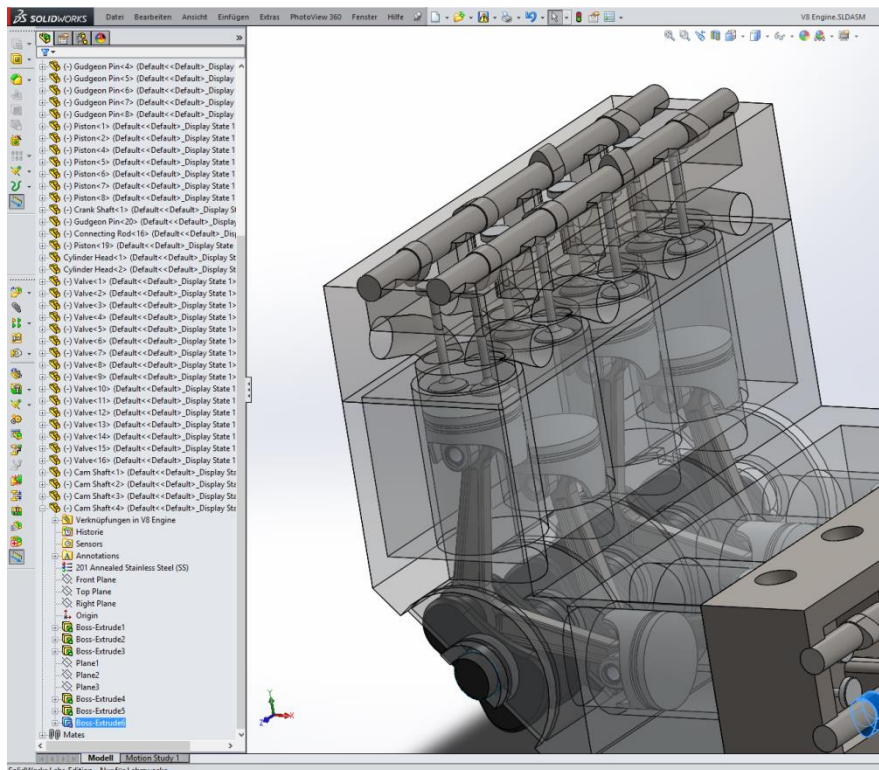 SOLIDWORKS Datei Bearbeiten Ansicht Einfügen Extras PhotoView 360 Fenster Hilfe V8 Engine.SLDASM
(-) Gudgeon Pin<4> (Default<<Default>_Display
(-) Gudgeon Pin<5> (Default<<Default>_Display
(-) Gudgeon Pin<6> (Default<<Default>_Display
(-) Gudgeon Pin<7> (Default<<Default>_Display
(-) Gudgeon Pin<8> (Default<<Default>_Display
(-) Piston<1> (Default<<Default>_Display State 1
(-) Piston<2> (Default<<Default>_Display State 1
(-) Piston<4> (Default<<Default>_Display State 1
(-) Piston<5> (Default<<Default>_Display State 1
(-) Piston<6> (Default<<Default>_Display State 1
(-) Piston<7> (Default<<Default>_Display State 1
(-) Piston<8> (Default<<Default>_Display State 1
(-) Crank Shaft<1> (Default<<Default>_Display St
(-) Gudgeon Pin<20> (Default<<Default>_Display
(-) Connecting Rod<16> (Default<<Default>_Disp
(-) Piston<19> (Default<<Default>_Display State
Cylinder Head<1> (Default<<Default>_Display St
Cylinder Head<2> (Default<<Default>_Display St
(-) Valve<1> (Default<<Default>_Display State 1>
(-) Valve<2> (Default<<Default>_Display State 1>
(-) Valve<3> (Default<<Default>_Display State 1>
(-) Valve<4> (Default<<Default>_Display State 1>
(-) Valve<5> (Default<<Default>_Display State 1>
(-) Valve<6> (Default<<Default>_Display State 1>
(-) Valve<7> (Default<<Default>_Display State 1>
(-) Valve<8> (Default<<Default>_Display State 1>
(-) Valve<9> (Default<<Default>_Display State 1>
(-) Valve<10> (Default<<Default>_Display State 1
(-) Valve<11> (Default<<Default>_Display State 1
(-) Valve<12> (Default<<Default>_Display State 1
(-) Valve<13> (Default<<Default>_Display State 1
(-) Valve<14> (Default<<Default>_Display State 1
(-) Valve<15> (Default<<Default>_Display State 1
(-) Valve<16> (Default<<Default>_Display State 1
(-) Cam Shaft<1> (Default<<Default>_Display Sta
(-) Cam Shaft<2> (Default<<Default>_Display Sta
(-) Cam Shaft<3> (Default<<Default>_Display Sta
(-) Cam Shaft<4> (Default<<Default>_Display Sta
Verknüpfungen in V8 Engine
Historie
Sensors
Annotations
201 Annealed Stainless Steel (SS)
Front Plane
Top Plane
Right Plane
Origin
Boss-Extrude1
Boss-Extrude2
Boss-Extrude3
Plane1
Plane2
Plane3
Boss-Extrude4
Boss-Extrude5
Boss-Extrude6
Mates
Modell Motion Study 1